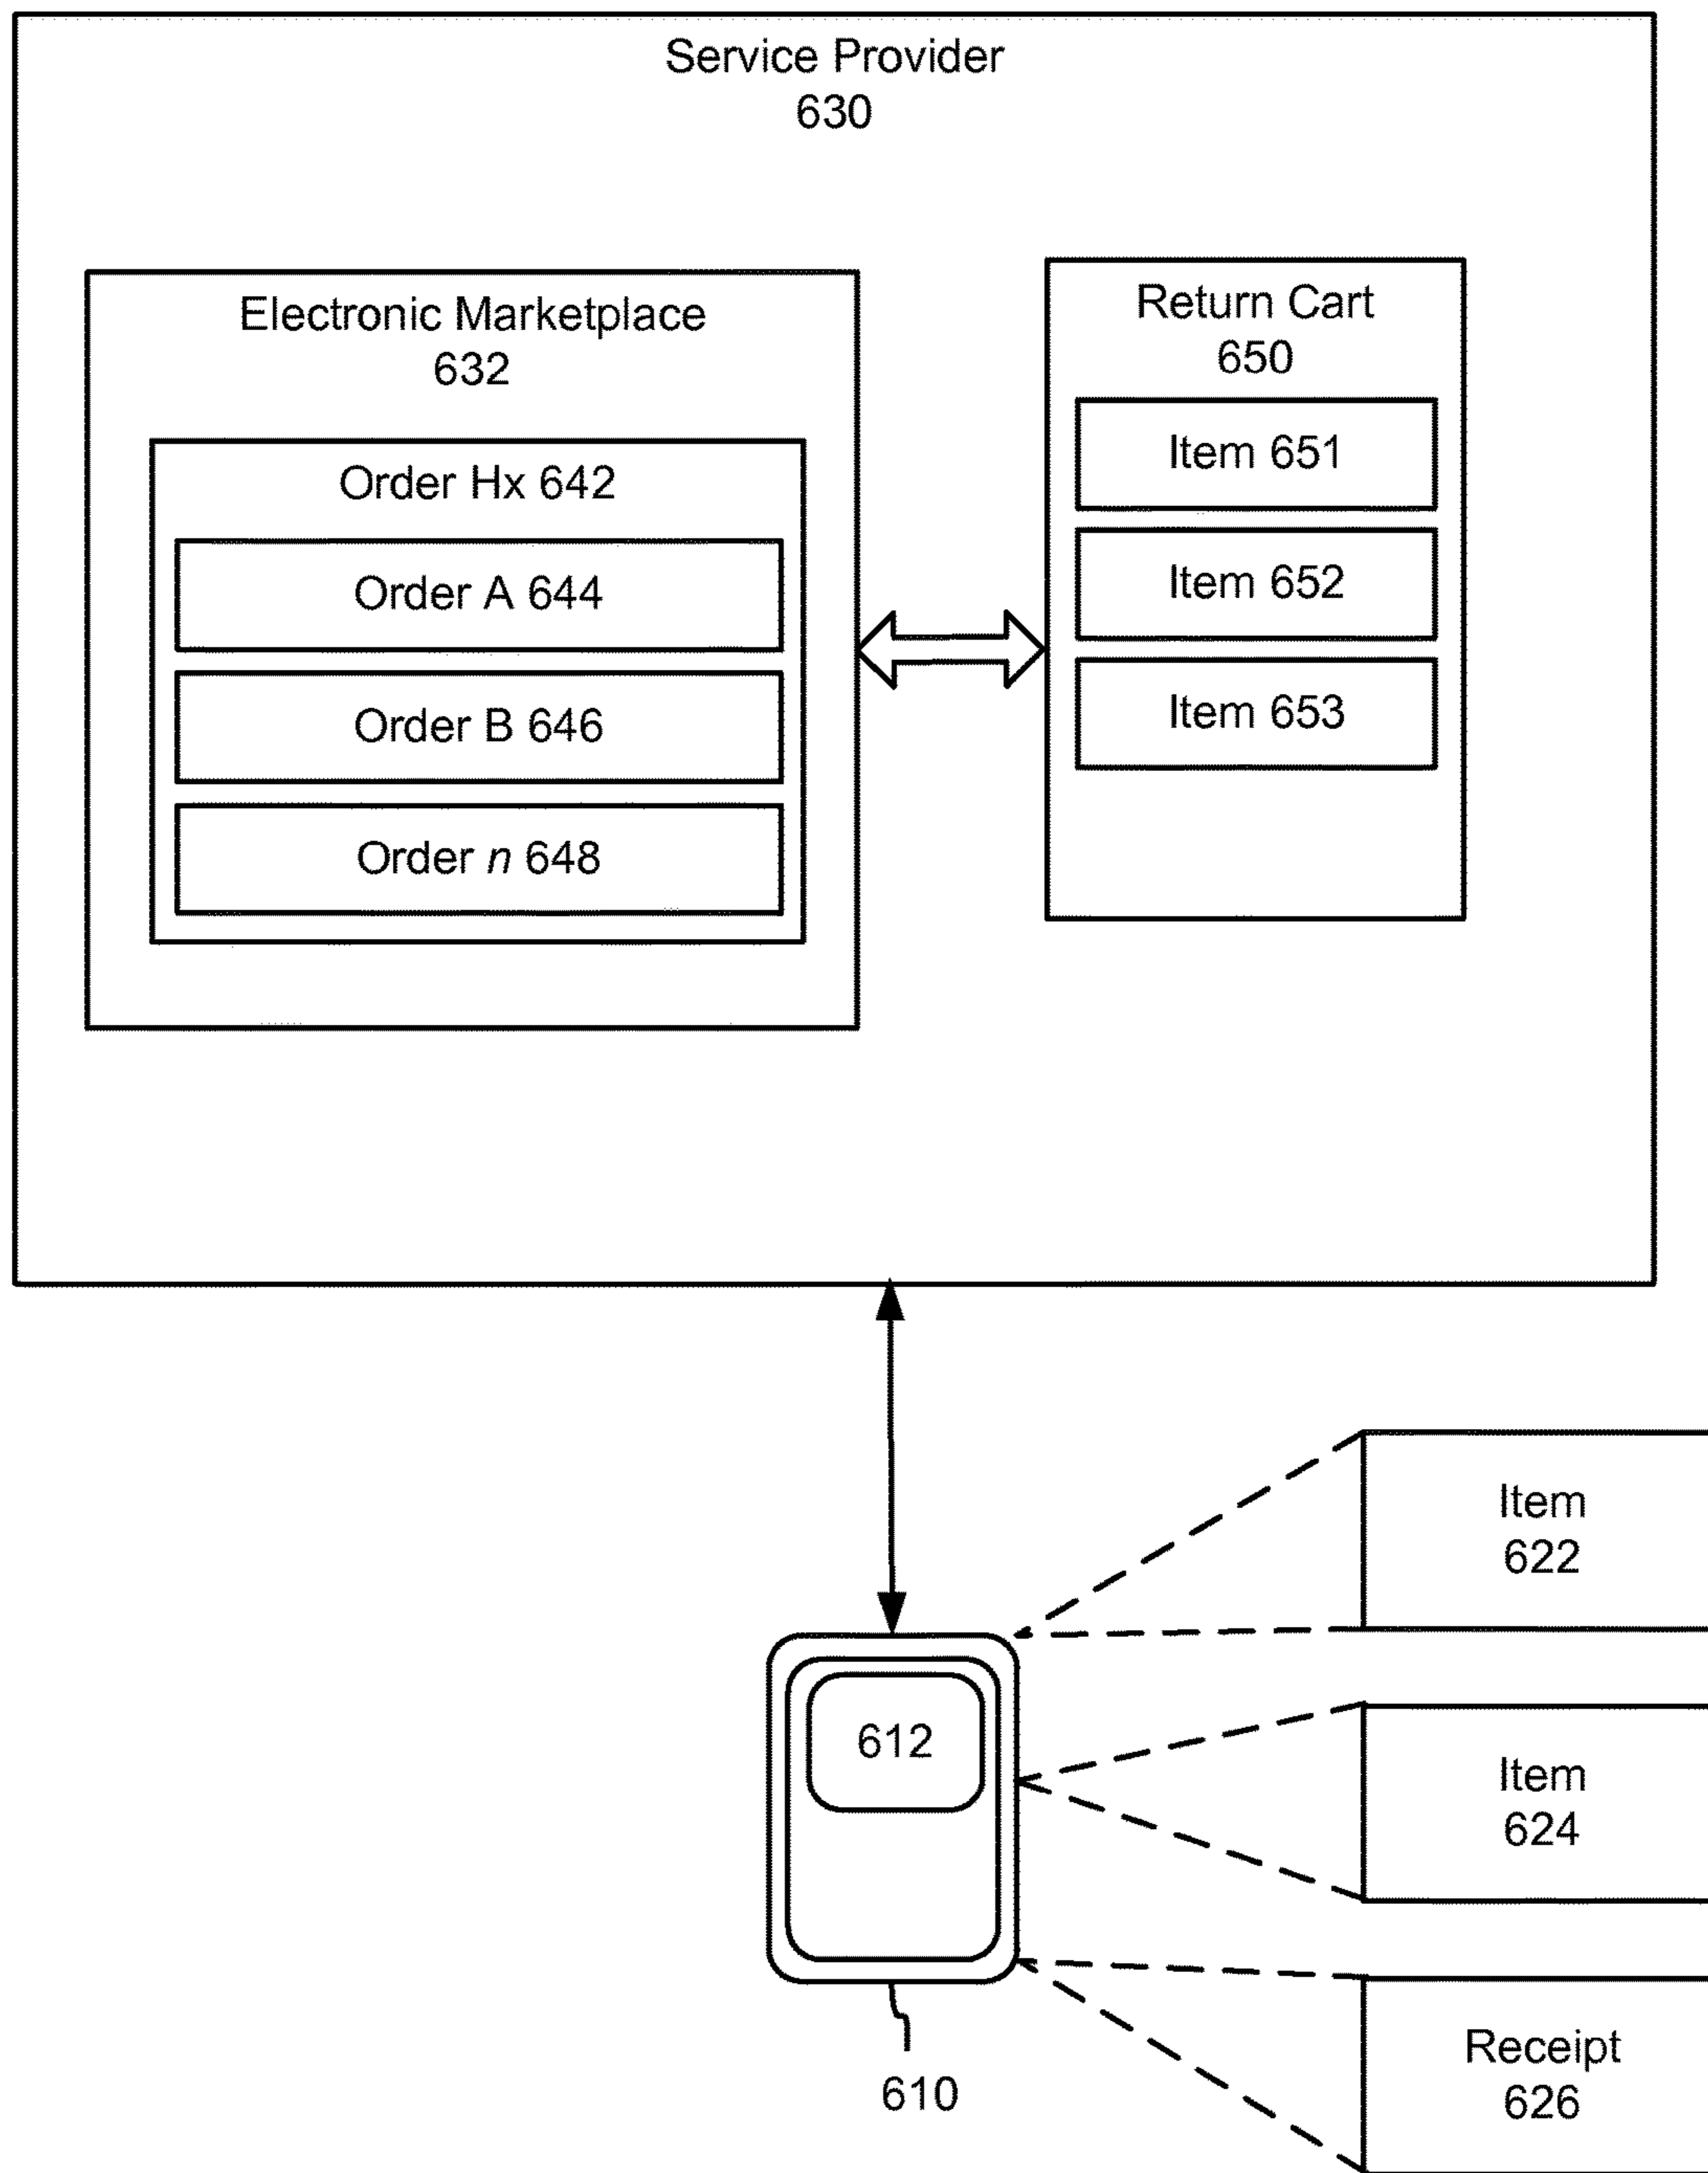 Service Provider
630
Electronic Marketplace
632
Order Hx 642
Order A 644
Order B 646
Order n 648
Return Cart
650
Item 651
Item 652
Item 653
Item
622
612
Item
624
Receipt
626
610